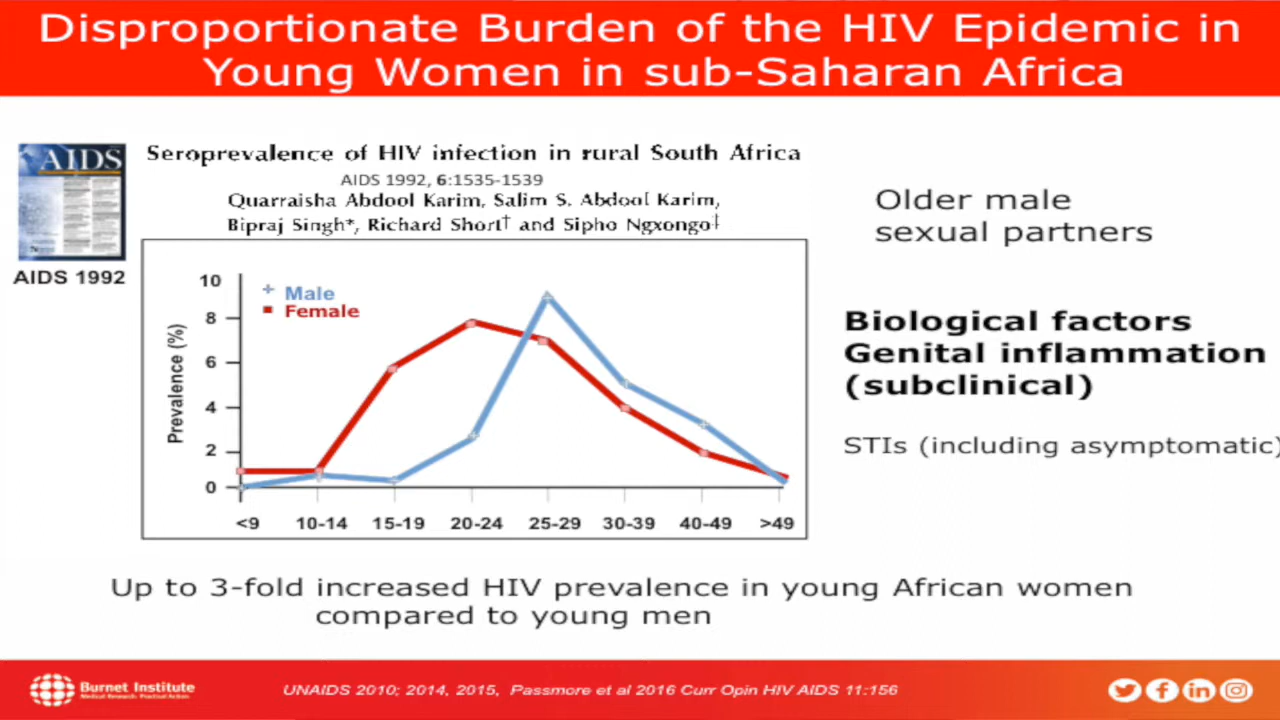 Disproportionate Burden of the HIV Epidemic in
Young Women in sub-Saharan Africa
AIDS
AIDS 1992
Seroprevalence of HIV infection in rural South Africa
AIDS 1992, 6:1535-1539
Quarraisha Abdool Karim, Salim S. Abdool Karim,
Bipraj Singh*, Richard Short† and Sipho Ngxongo‡
Prevalence (%)
10
8
6
4
2
0
+ Male
Female
<9 10-14 15-19 20-24 25-29 30-39 40-49 >49
Older male
sexual partners
Biological factors
Genital inflammation
(subclinical)
STIs (including asymptomatic)
Up to 3-fold increased HIV prevalence in young African women
compared to young men
Burnet Institute
Medical Research. Practical Action.
UNAIDS 2010; 2014, 2015, Passmore et al 2016 Curr Opin HIV AIDS 11:156